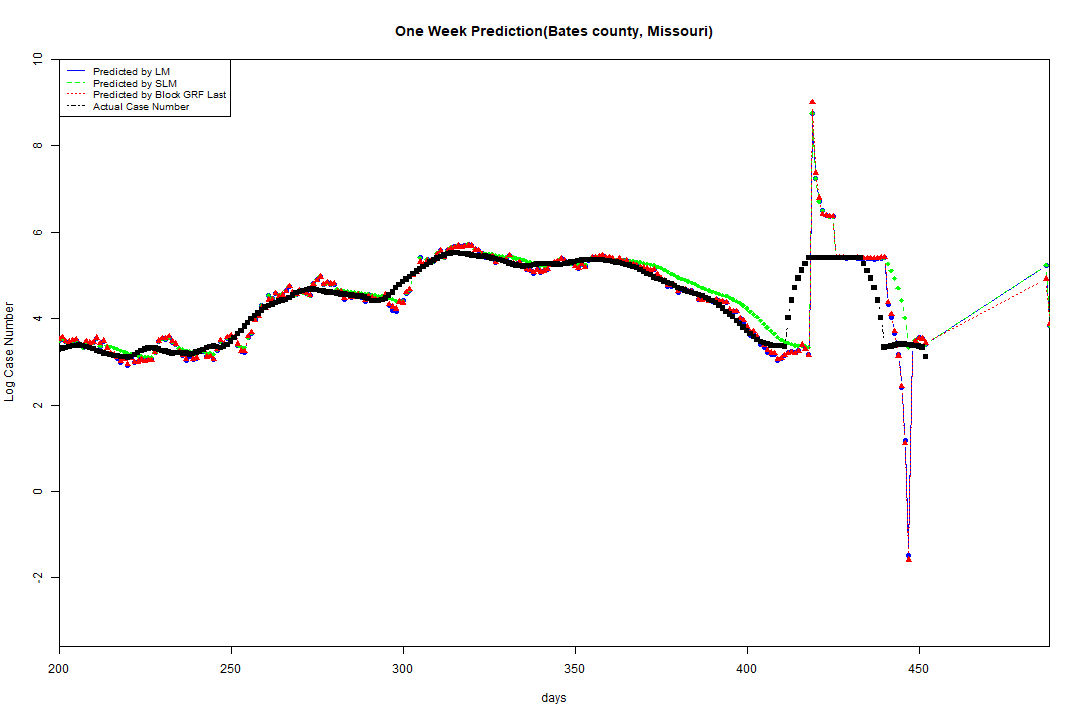 One Week Prediction(Bates county, Missouri)
Predicted by LM
Predicted by SLM
Predicted by Block GRF Last
Actual Case Number
10
8
6
4
2
0
-2
Log Case Number
200 250 300 350 400 450
days